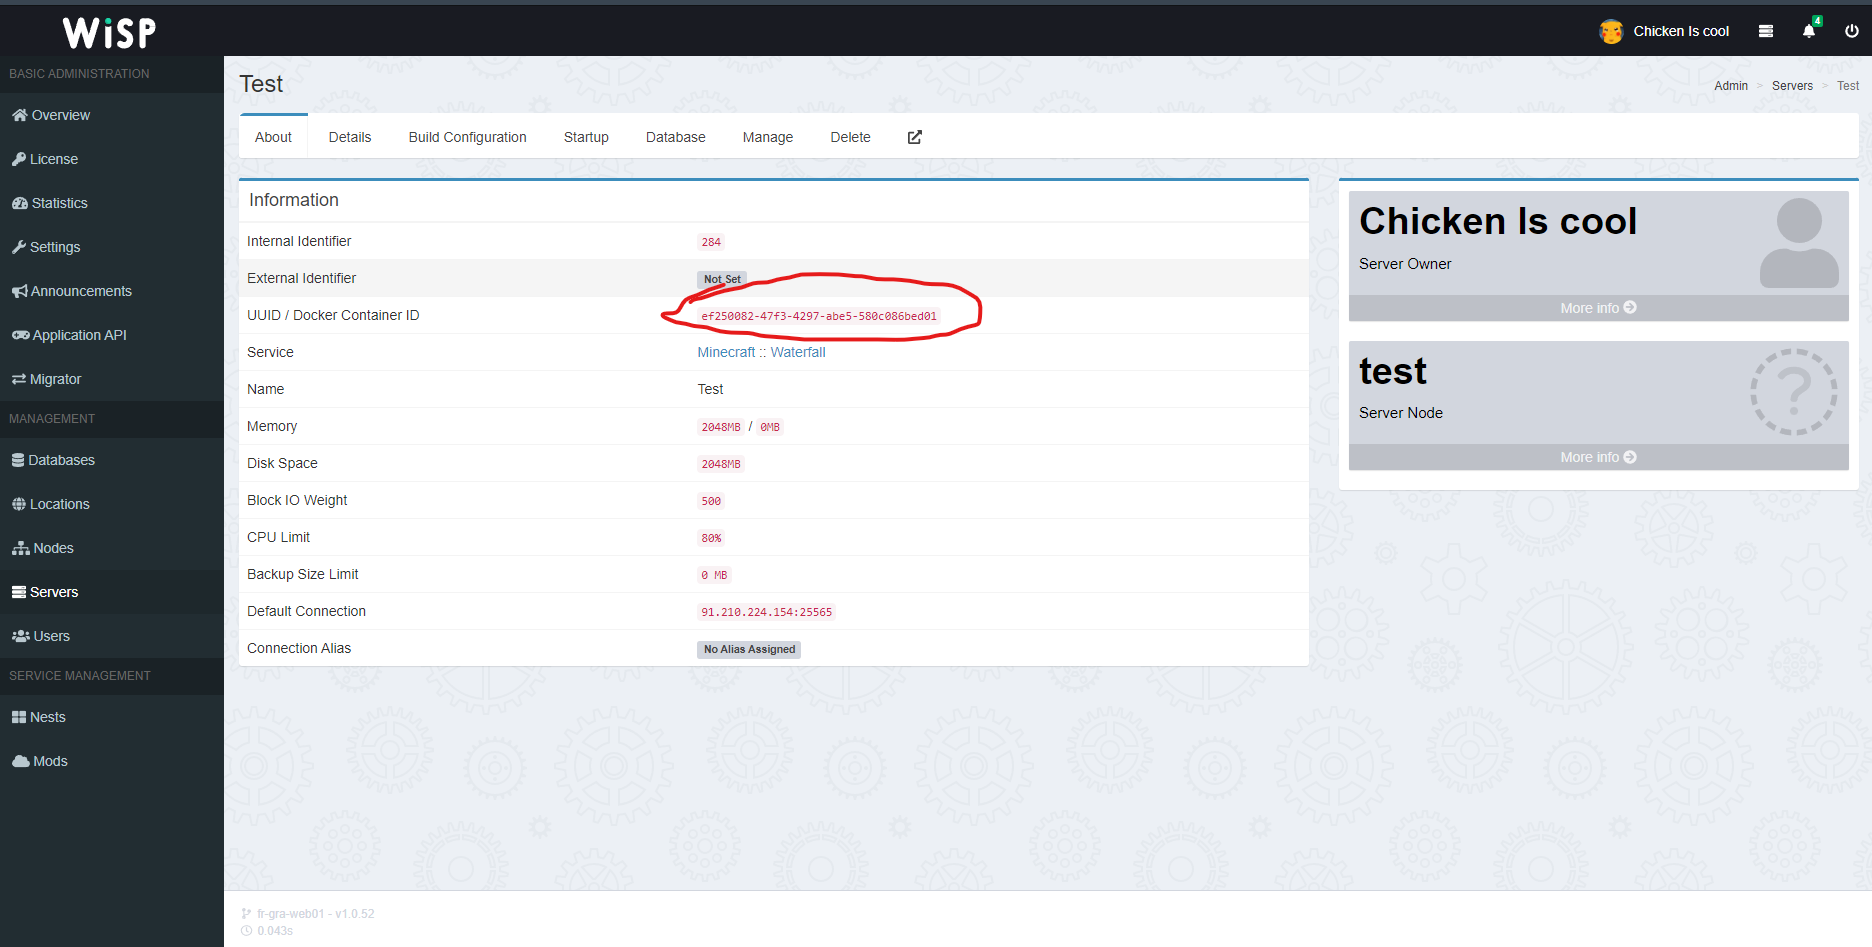 WiSP
Chicken Is cool
4
BASIC ADMINISTRATION
Overview
License
Statistics
Settings
Announcements
Application API
Migrator
MANAGEMENT
Databases
Locations
Nodes
Servers
Users
SERVICE MANAGEMENT
Nests
Mods
Test
Admin > Servers > Test
About Details Build Configuration Startup Database Manage Delete
Information
Internal Identifier 284
External Identifier Not Set
UUID / Docker Container ID ef250082-47f3-4297-abe5-580c086bed01
Service Minecraft :: Waterfall
Name Test
Memory 2048MB / 0MB
Disk Space 2048MB
Block IO Weight 500
CPU Limit 80%
Backup Size Limit 0 MB
Default Connection 91.210.224.154:25565
Connection Alias No Alias Assigned
Chicken Is cool
Server Owner
More info
test
Server Node
?
More info
fr-gra-web01 - v1.0.52
0.043s